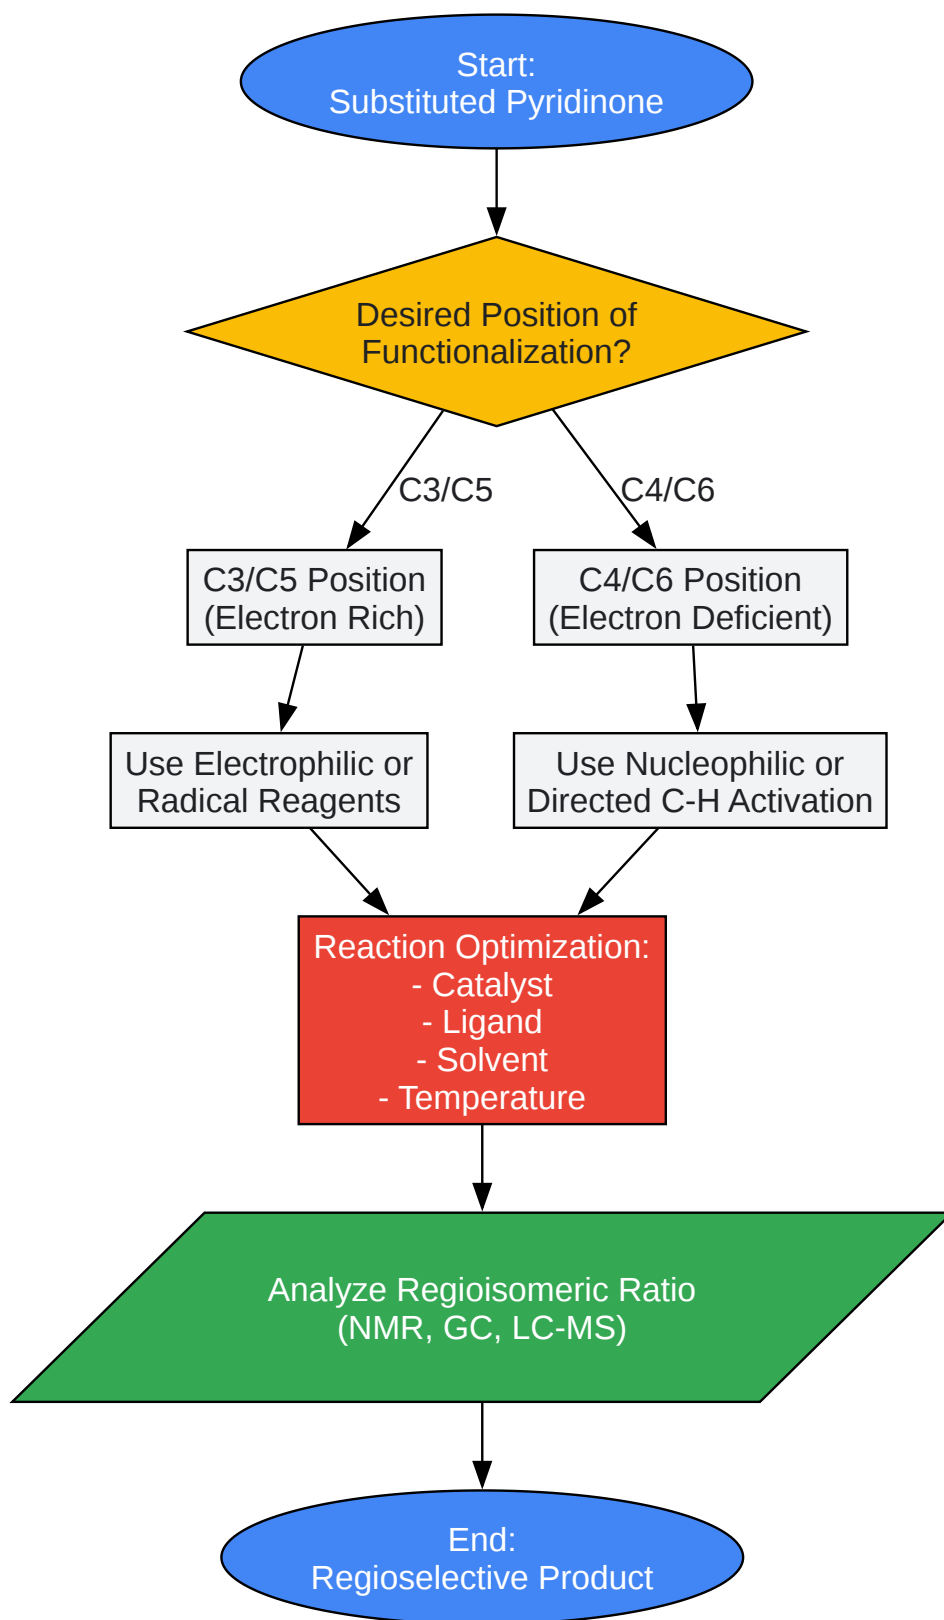 Start:
Substituted Pyridinone
Desired Position of
Functionalization?
C3/C5
C4/C6
C3/C5 Position
(Electron Rich)
C4/C6 Position
(Electron Deficient)
Use Electrophilic or
Radical Reagents
Use Nucleophilic or
Directed C-H Activation
Reaction Optimization:
- Catalyst
- Ligand
- Solvent
- Temperature
Analyze Regioisomeric Ratio
(NMR, GC, LC-MS)
End:
Regioselective Product